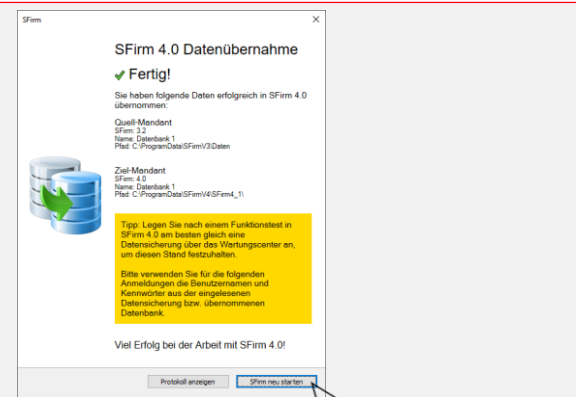 SFirm
SFirm 4.0 Datenübernahme
Fertig!
Sie haben folgende Daten erfolgreich in SFirm 4.0
übernommen:
Quell-Mandant
SFirm: 3.2
Name: Datenbank 1
Pfad: C:\ProgramData\SFirmV3\Daten
Ziel-Mandant
SFirm: 4.0
Name: Datenbank 1
Pfad: C:\ProgramData\SFirmV4\SFirm4_1\
Tipp: Legen Sie nach einem Funktionstest in
SFirm 4.0 am besten gleich eine
Datensicherung über das Wartungscenter an,
um diesen Stand festzuhalten.
Bitte verwenden Sie für die folgenden
Anmeldungen die Benutzernamen und
Kennwörter aus der eingelesenen
Datensicherung bzw. übernommenen
Datenbank.
Viel Erfolg bei der Arbeit mit SFirm 4.0!
Protokoll anzeigen
SFirm neu starten